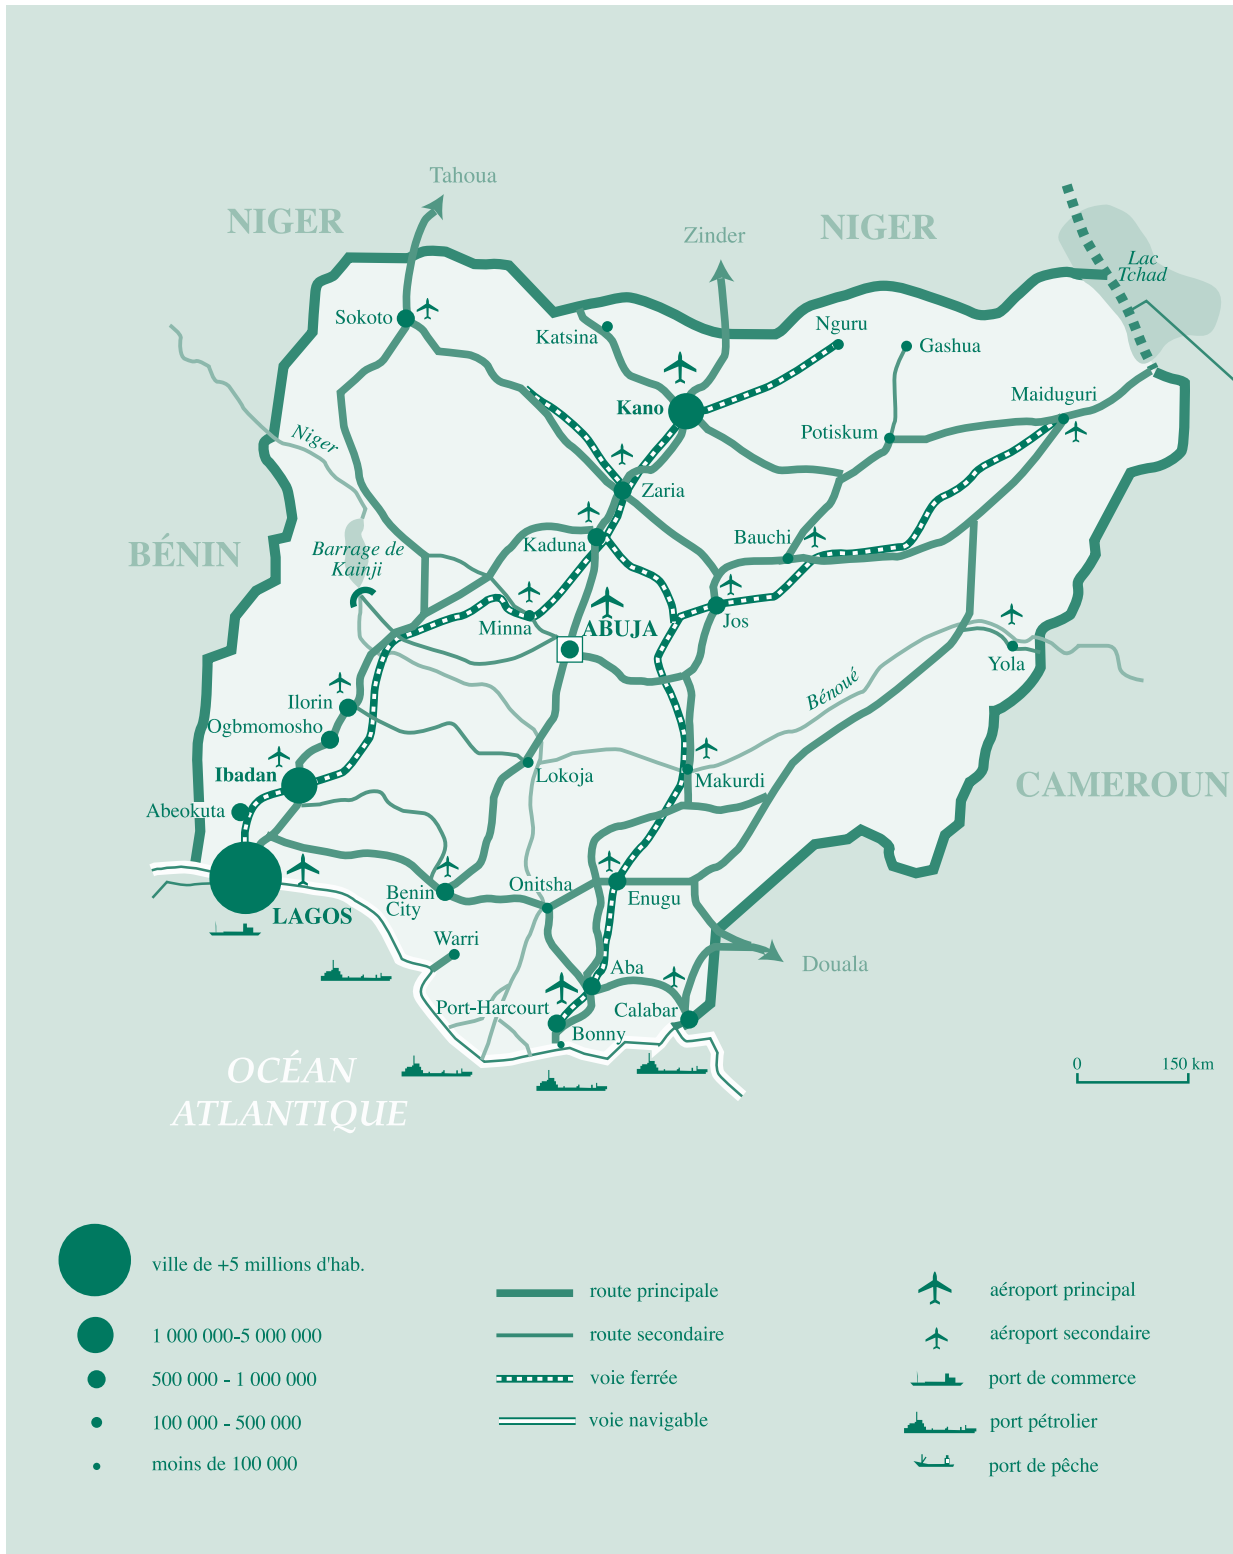 Tahoua
NIGER
Zinder
NIGER
Lac
Tchad
Sokoto
Katsina
Nguru
Gashua
Kano
Maiduguri
Niger
Potiskum
Zaria
BÉNIN
Barrage de
Kainji
Kaduna
Bauchi
Minna
ABUJA
Jos
Yola
Bénoué
Ilorin
Ogbmomosho
Ibadan
Lokoja
Makurdi
CAMEROUN
Abeokuta
Benin
City
Onitsha
Enugu
LAGOS
Warri
Aba
Douala
Port-Harcourt
Calabar
Bonny
OCÉAN
ATLANTIQUE
0 150 km
ville de +5 millions d'hab.
1 000 000-5 000 000
500 000 - 1 000 000
100 000 - 500 000
moins de 100 000
route principale
route secondaire
voie ferrée
voie navigable
aéroport principal
aéroport secondaire
port de commerce
port pétrolier
port de pêche